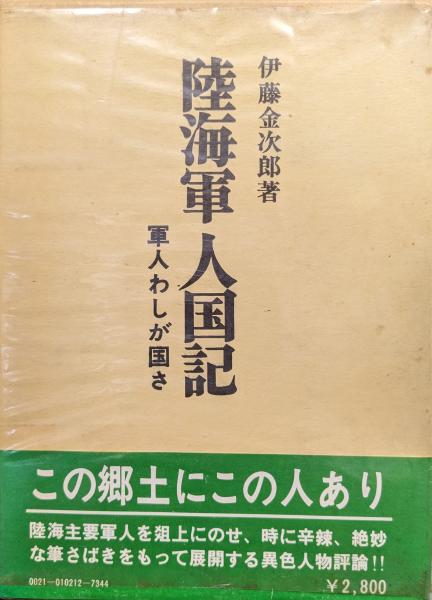 伊藤金次郎著
陸海軍人国記
軍人わしが国さ
この郷土にこの人あり
陸海主要軍人を俎上にのせ、時に辛辣、絶妙
な筆さばきをもって展開する異色人物評論!!
0021-010212-7344
¥2,800